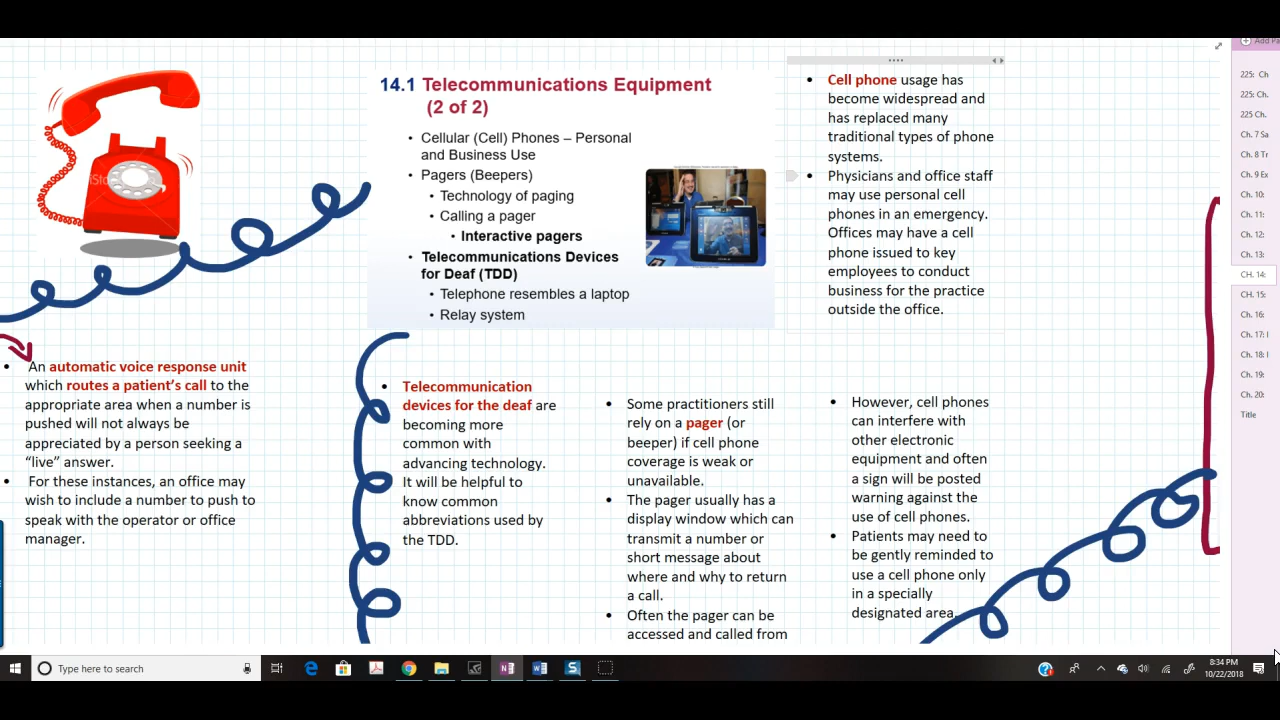 14.1 Telecommunications Equipment
(2 of 2)
• Cellular (Cell) Phones – Personal
and Business Use
• Pagers (Beepers)
• Technology of paging
• Calling a pager
• Interactive pagers
• Telecommunications Devices
for Deaf (TDD)
• Telephone resembles a laptop
• Relay system
• Cell phone usage has
become widespread and
has replaced many
traditional types of phone
systems.
• Physicians and office staff
may use personal cell
phones in an emergency.
Offices may have a cell
phone issued to key
employees to conduct
business for the practice
outside the office.
• An automatic voice response unit
which routes a patient's call to the
appropriate area when a number is
pushed will not always be
appreciated by a person seeking a
“live” answer.
• For these instances, an office may
wish to include a number to push to
speak with the operator or office
manager.
• Telecommunication
devices for the deaf are
becoming more
common with
advancing technology.
It will be helpful to
know common
abbreviations used by
the TDD.
• Some practitioners still
rely on a pager (or
beeper) if cell phone
coverage is weak or
unavailable.
• The pager usually has a
display window which can
transmit a number or
short message about
where and why to return
a call.
• Often the pager can be
accessed and called from
• However, cell phones
can interfere with
other electronic
equipment and often
a sign will be posted
warning against the
use of cell phones.
• Patients may need to
be gently reminded to
use a cell phone only
in a specially
designated area.
Add Pa
225: Ch
225: Ch.
225 Ch.
Ch. 7 Sa
Ch. 8 Tr
Ch. 9 Ex
Ch. 10:
Ch. 11:
Ch. 12:
Ch. 13:
CH. 14:
CH. 15:
Ch. 16:
Ch. 17: I
Ch. 18: I
Ch. 19:
Ch. 20:
Title
Type here to search
8:34 PM
10/22/2018